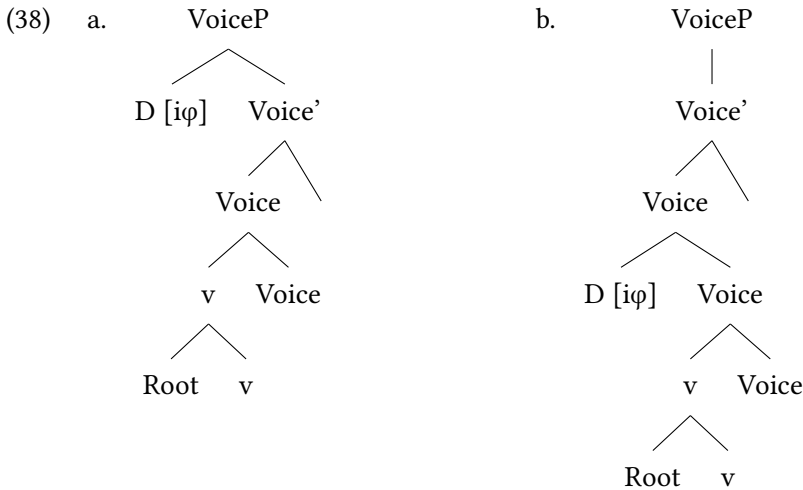 (38) a. VoiceP b. VoiceP
D [iφ] Voice’ Voice’
Voice Voice
v Voice D [iφ] Voice
Root v v Voice
Root v